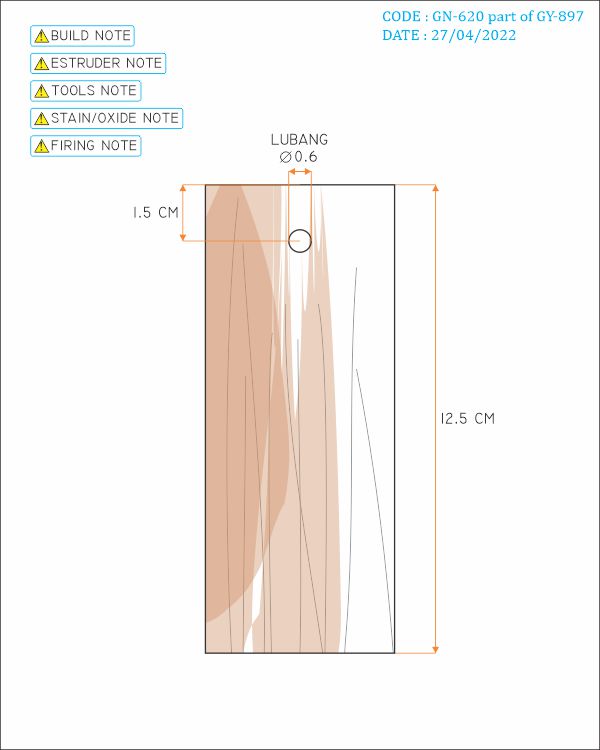 CODE : GN-620 part of GY-897
DATE : 27/04/2022
BUILD NOTE
ESTRUDER NOTE
TOOLS NOTE
STAIN/OXIDE NOTE
FIRING NOTE
LUBANG
∅0.6
1.5 CM
12.5 CM